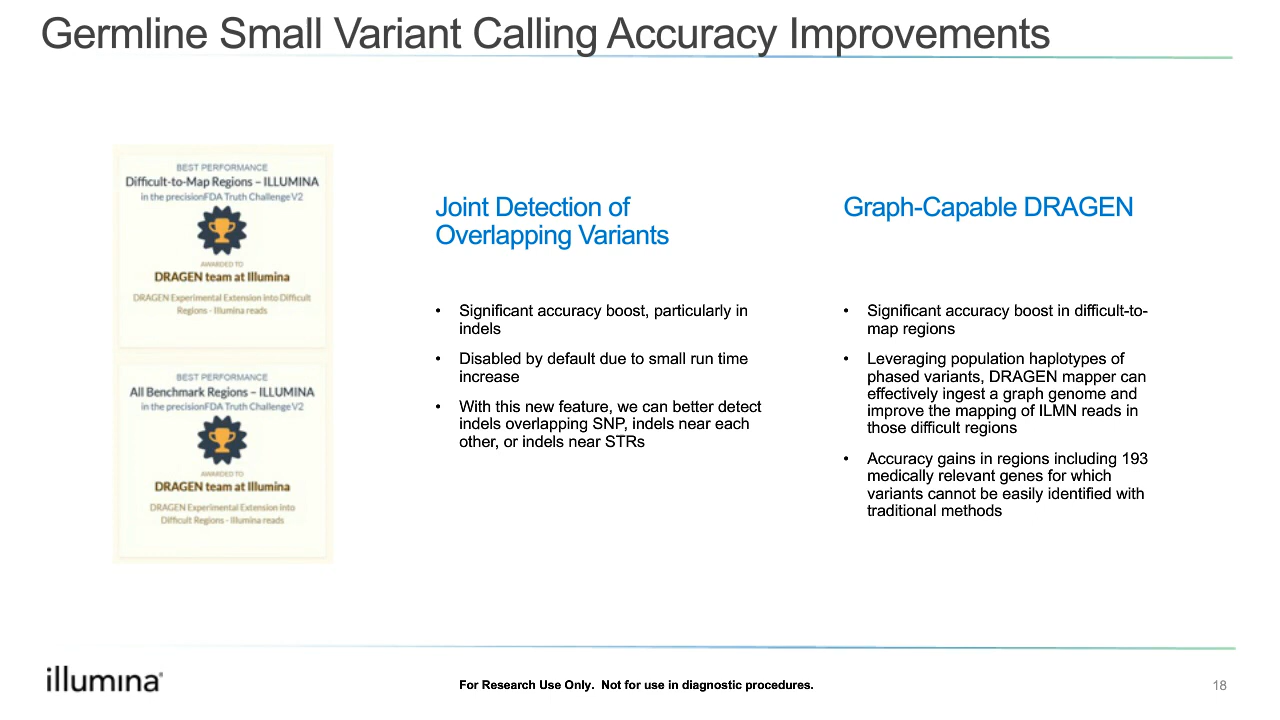 Germline Small Variant Calling Accuracy Improvements
BEST PERFORMANCE
Difficult-to-Map Regions – ILLUMINA
in the precisionFDA Truth Challenge V2
AWARDED TO
DRAGEN team at Illumina
DRAGEN Experimental Extension into Difficult
Regions - Illumina reads
BEST PERFORMANCE
All Benchmark Regions – ILLUMINA
in the precisionFDA Truth Challenge V2
AWARDED TO
DRAGEN team at Illumina
DRAGEN Experimental Extension into
Difficult Regions - Illumina reads
Joint Detection of
Overlapping Variants
• Significant accuracy boost, particularly in
indels
• Disabled by default due to small run time
increase
• With this new feature, we can better detect
indels overlapping SNP, indels near each
other, or indels near STRs
Graph-Capable DRAGEN
• Significant accuracy boost in difficult-to-
map regions
• Leveraging population haplotypes of
phased variants, DRAGEN mapper can
effectively ingest a graph genome and
improve the mapping of ILMN reads in
those difficult regions
• Accuracy gains in regions including 193
medically relevant genes for which
variants cannot be easily identified with
traditional methods
illumina®
For Research Use Only. Not for use in diagnostic procedures.
18